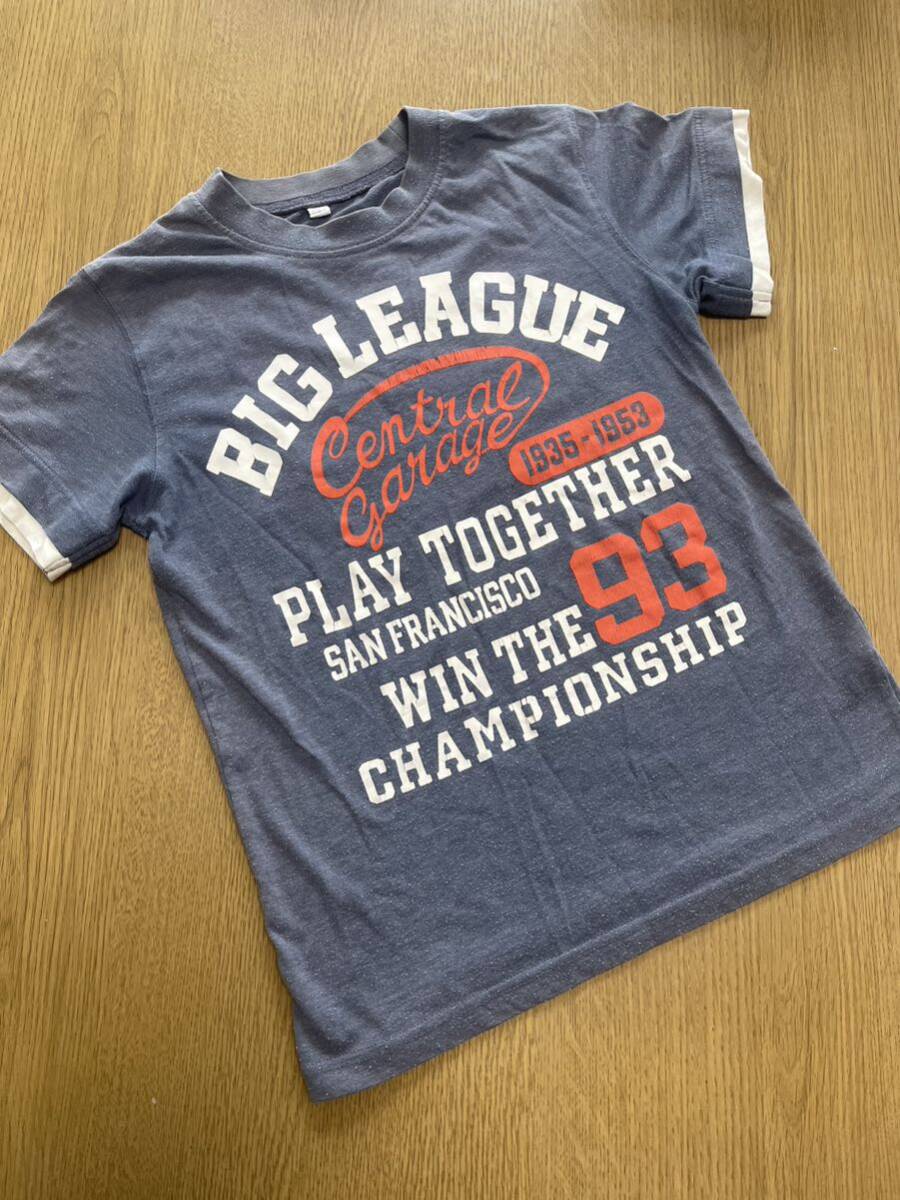 BIG LEAGUE
Central
Garage
1935-1953
PLAY TOGETHER
SAN FRANCISCO
93
WIN THE
CHAMPIONSHIP